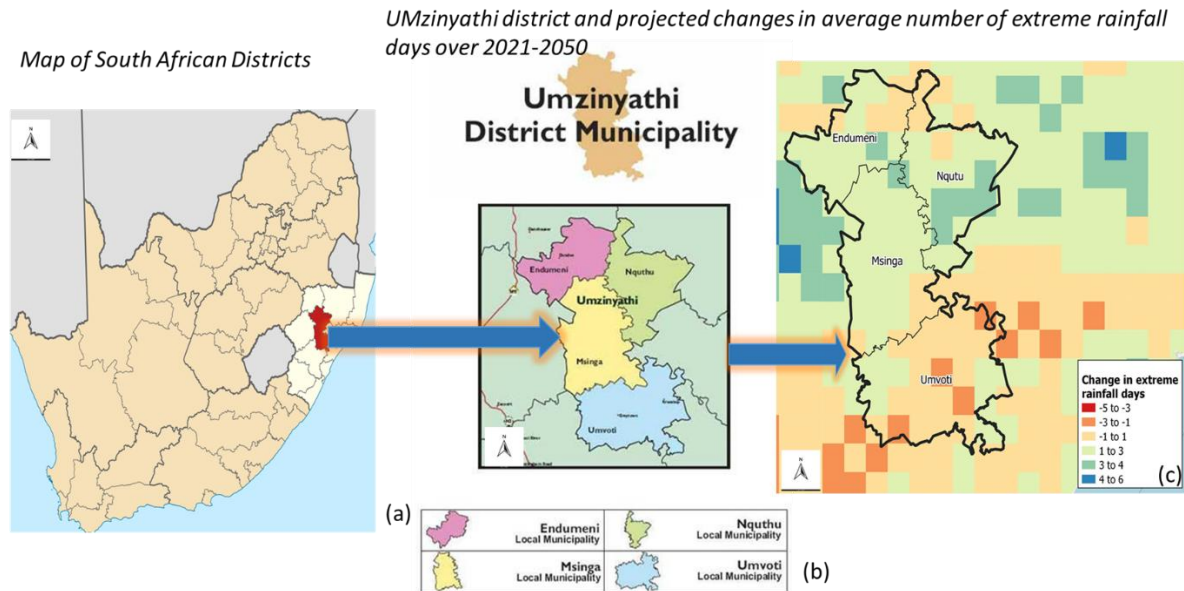 UMzinyathi district and projected changes in average number of extreme rainfall
days over 2021-2050
Map of South African Districts
N
Umzinyathi
District Municipality
Endumeni
Nquthu
Umzinyathi
Msinga
Umvoti
N
Endumeni
Nqutu
Msinga
Umvoti
Change in extreme
rainfall days
-5 to -3
-3 to -1
-1 to 1
1 to 3
3 to 4
4 to 6
N
(c)
(a)
Endumeni
Local Municipality
Nquthu
Local Municipality
Msinga
Local Municipality
Umvoti
Local Municipality
(b)